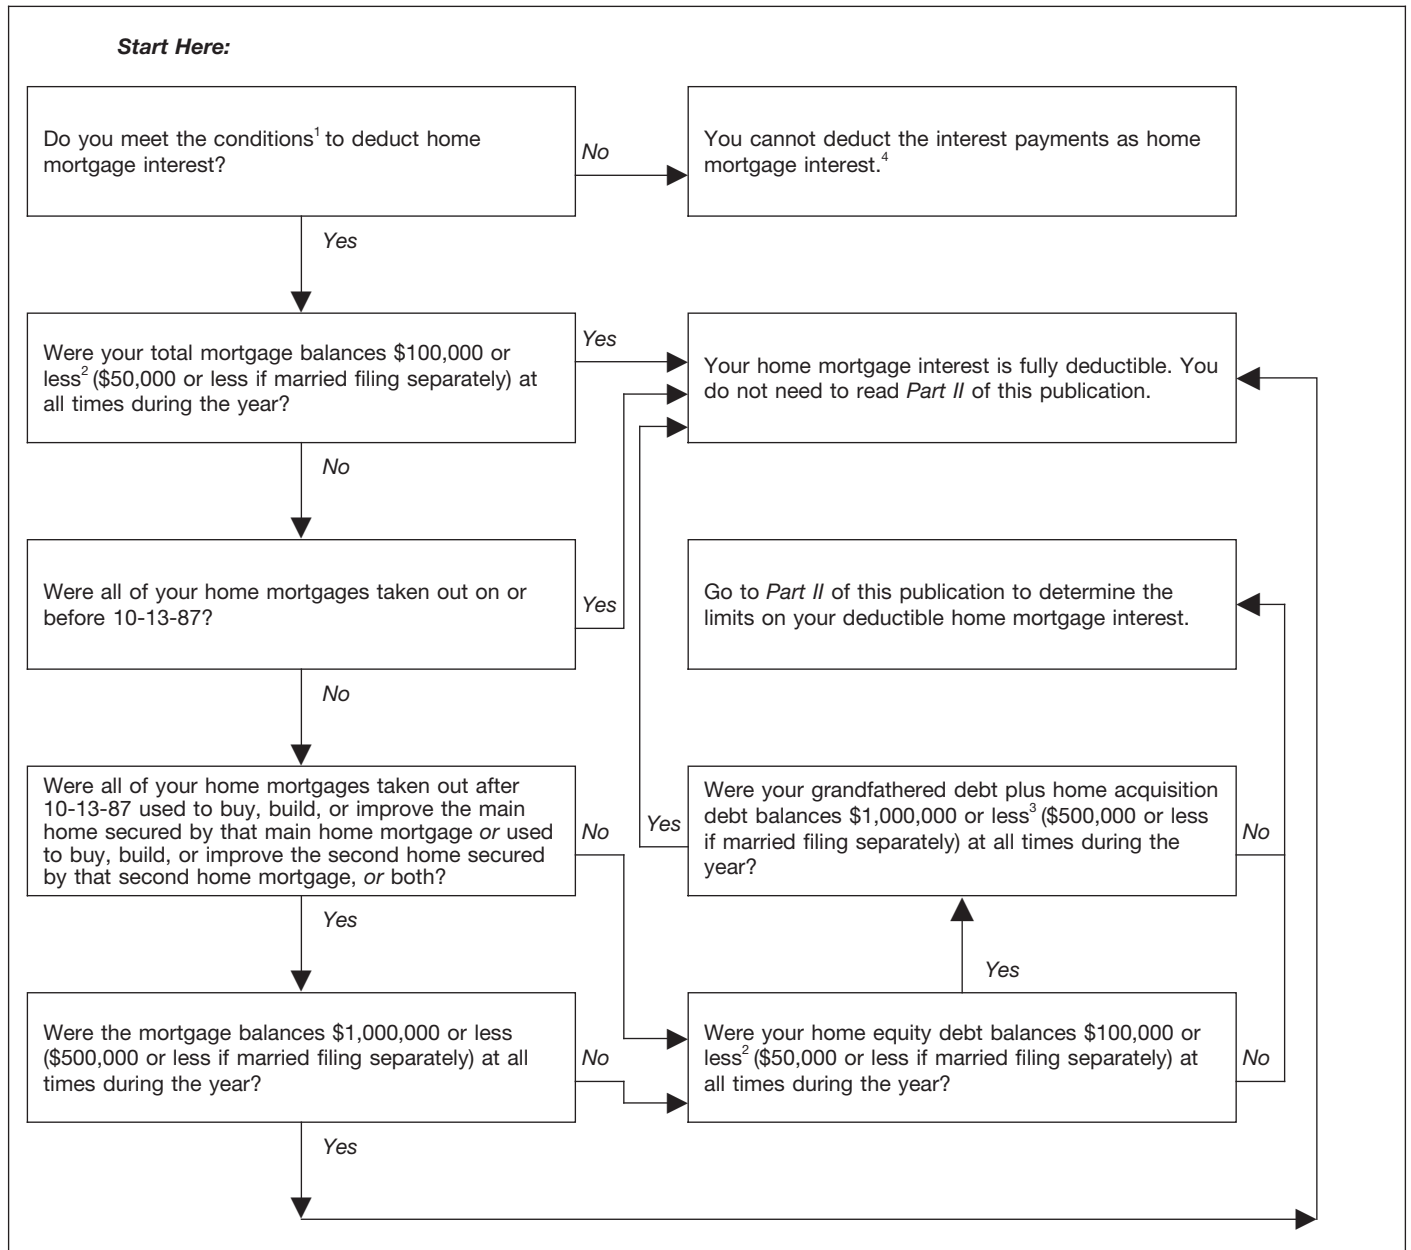 Start Here:
Do you meet the conditions1 to deduct home
mortgage interest?
No
You cannot deduct the interest payments as home
mortgage interest.4
Yes
Were your total mortgage balances $100,000 or
less2 ($50,000 or less if married filing separately) at
all times during the year?
Yes
Your home mortgage interest is fully deductible. You
do not need to read Part II of this publication.
No
Were all of your home mortgages taken out on or
before 10-13-87?
Yes
Go to Part II of this publication to determine the
limits on your deductible home mortgage interest.
No
Were all of your home mortgages taken out after
10-13-87 used to buy, build, or improve the main
home secured by that main home mortgage or used
to buy, build, or improve the second home secured
by that second home mortgage, or both?
No
Yes
Were your grandfathered debt plus home acquisition
debt balances $1,000,000 or less3 ($500,000 or less
if married filing separately) at all times during the
year?
No
Yes
Yes
Were the mortgage balances $1,000,000 or less
($500,000 or less if married filing separately) at all
times during the year?
No
Were your home equity debt balances $100,000 or
less2 ($50,000 or less if married filing separately) at
all times during the year?
No
Yes